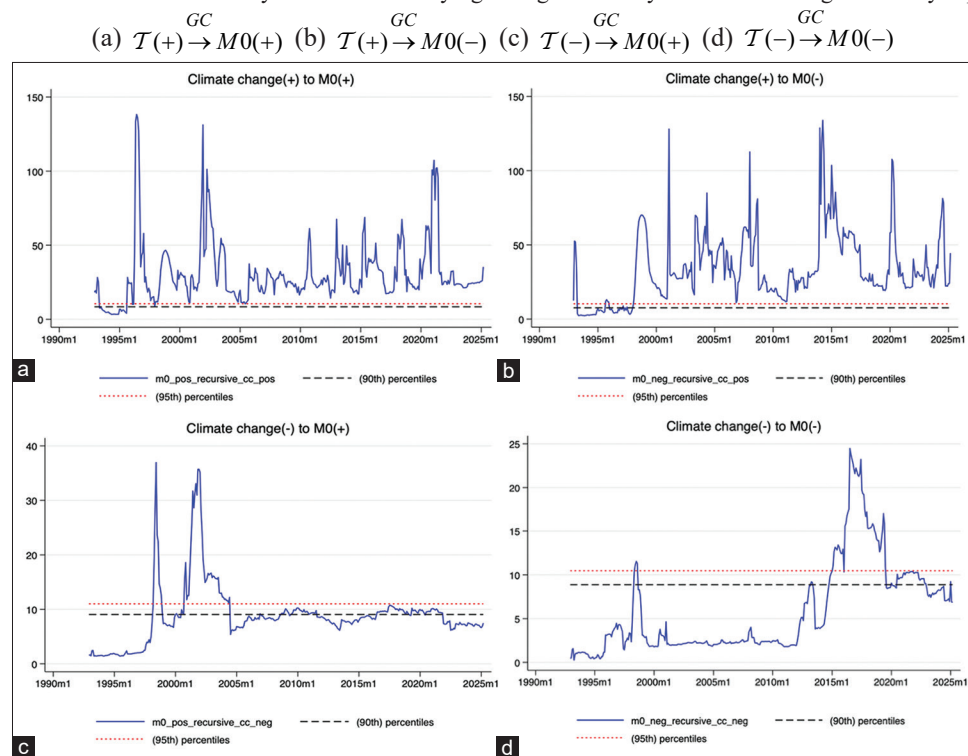 (a) 𝒯(+) →^GC M0(+) (b) 𝒯(+) →^GC M0(−) (c) 𝒯(−) →^GC M0(+) (d) 𝒯(−) →^GC M0(−)
Climate change(+) to M0(+)
150
100
50
0
1990m1 1995m1 2000m1 2005m1 2010m1 2015m1 2020m1 2025m1
a
m0_pos_recursive_cc_pos (90th) percentiles
(95th) percentiles
Climate change(+) to M0(-)
150
100
50
0
1990m1 1995m1 2000m1 2005m1 2010m1 2015m1 2020m1 2025m1
b
m0_neg_recursive_cc_pos (90th) percentiles
(95th) percentiles
Climate change(-) to M0(+)
40
30
20
10
0
1990m1 1995m1 2000m1 2005m1 2010m1 2015m1 2020m1 2025m1
c
m0_pos_recursive_cc_neg (90th) percentiles
(95th) percentiles
Climate change(-) to M0(-)
25
20
15
10
5
0
1990m1 1995m1 2000m1 2005m1 2010m1 2015m1 2020m1 2025m1
d
m0_neg_recursive_cc_neg (90th) percentiles
(95th) percentiles